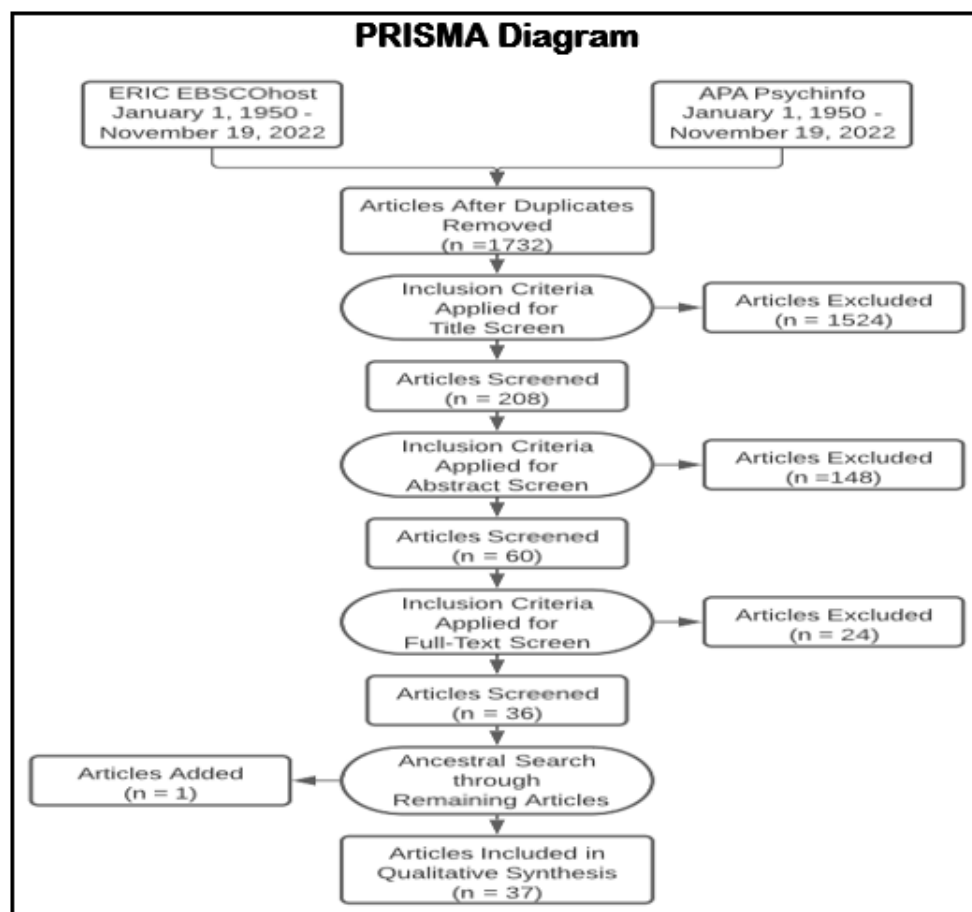 PRISMA Diagram
ERIC EBSCOhost
January 1, 1950 -
November 19, 2022
APA Psychinfo
January 1, 1950 -
November 19, 2022
Articles After Duplicates
Removed
(n =1732)
Inclusion Criteria
Applied for
Title Screen
Articles Excluded
(n = 1524)
Articles Screened
(n = 208)
Inclusion Criteria
Applied for
Abstract Screen
Articles Excluded
(n =148)
Articles Screened
(n = 60)
Inclusion Criteria
Applied for
Full-Text Screen
Articles Excluded
(n = 24)
Articles Screened
(n = 36)
Ancestral Search
through
Remaining Articles
Articles Added
(n = 1)
Articles Included in
Qualitative Synthesis
(n = 37)